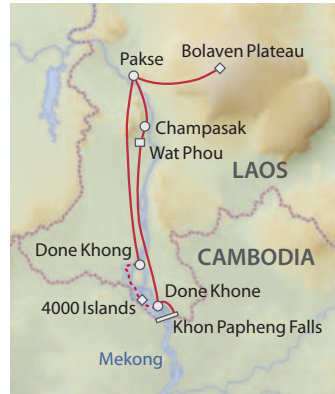 Bolaven Plateau
Pakse
Champasak
Wat Phou
LAOS
Done Khong
CAMBODIA
Done Khone
4000 Islands
Khon Papheng Falls
Mekong